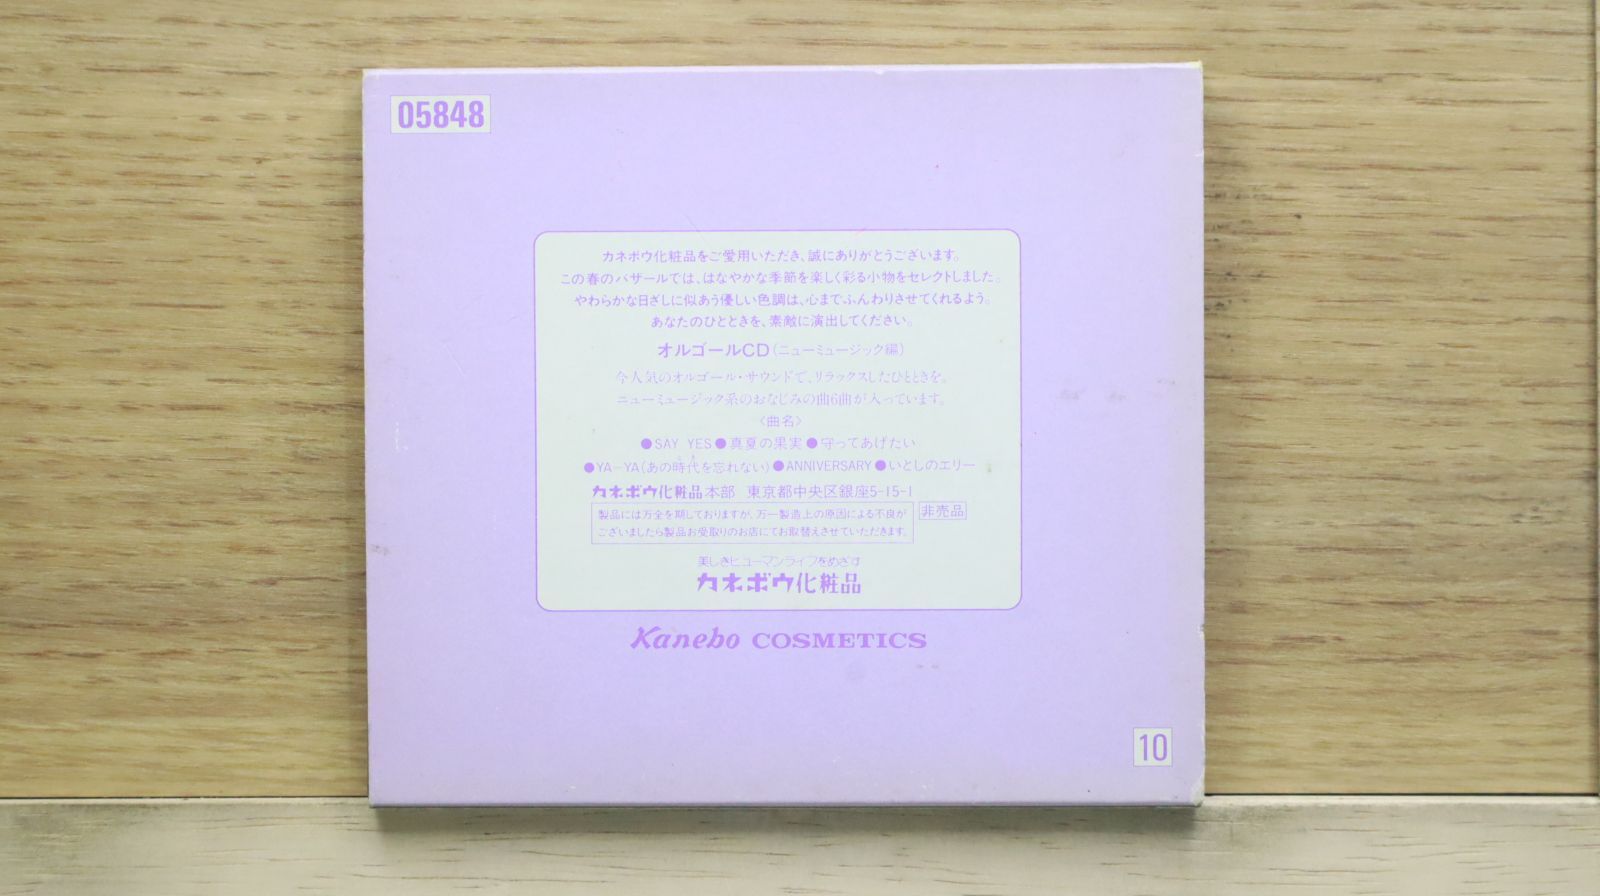 05848
カネボウ化粧品をご愛用いただき、誠にありがとうございます。
この春のバザールでは、はなやかな季節を楽しく彩る小物をセレクトしました。
やわらかな日ざしに似あう優しい色調は、心までふんわりさせてくれるよう。
あなたのひとときを、素敵に演出してください。
オルゴールCD(ニューミュージック編)
今人気のオルゴール・サウンドで、リラックスしたひとときを。
ニューミュージック系のおなじみの曲6曲が入っています。
〈曲名〉
●SAY YES●真夏の果実●守ってあげたい
●YA-YA(あの時代を忘れない)●ANNIVERSARY●いとしのエリー
カネボウ化粧品本部 東京都中央区銀座5-15-1
製品には万全を期しておりますが、万一製造上の原因による不良が
ございましたら製品お受取りのお店にてお取替えさせていただきます。
非売品
美しきヒューマンライフをめざす
カネボウ化粧品
Kanebo COSMETICS
10